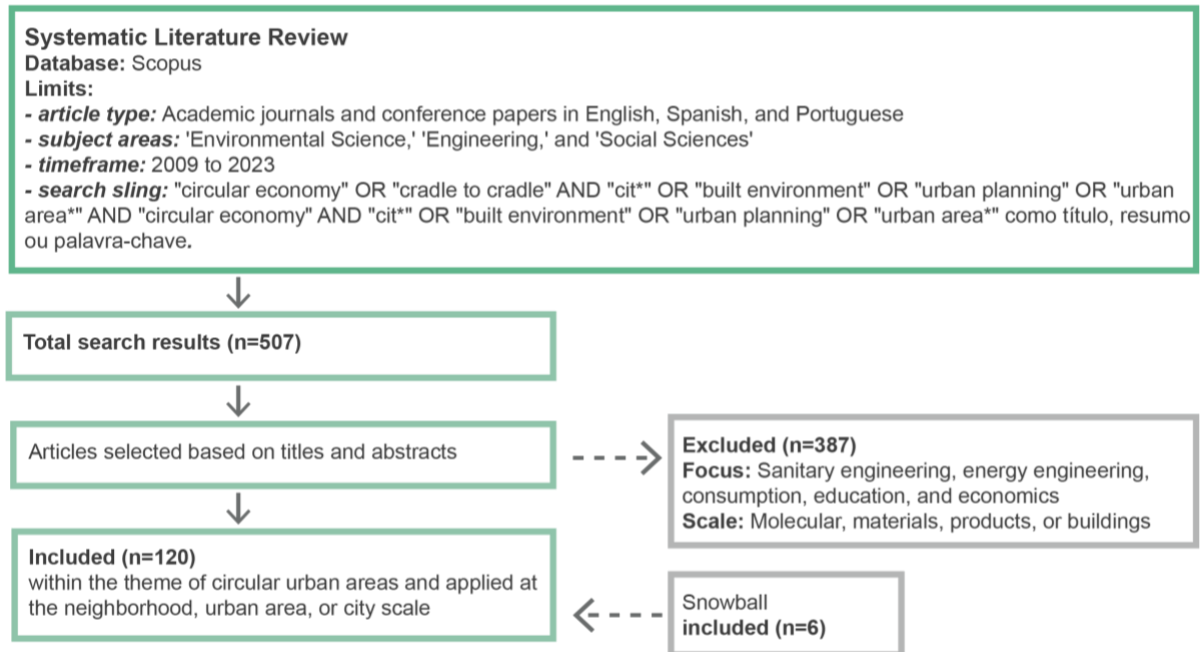 Systematic Literature Review
Database: Scopus
Limits:
- article type: Academic journals and conference papers in English, Spanish, and Portuguese
- subject areas: 'Environmental Science,' 'Engineering,' and 'Social Sciences'
- timeframe: 2009 to 2023
- search sling: "circular economy" OR "cradle to cradle" AND "cit*" OR "built environment" OR "urban planning" OR "urban
area*" AND "circular economy" AND "cit*" OR "built environment" OR "urban planning" OR "urban area*" como título, resumo
ou palavra-chave.
Total search results (n=507)
Articles selected based on titles and abstracts
Excluded (n=387)
Focus: Sanitary engineering, energy engineering,
consumption, education, and economics
Scale: Molecular, materials, products, or buildings
Included (n=120)
within the theme of circular urban areas and applied at
the neighborhood, urban area, or city scale
Snowball
included (n=6)